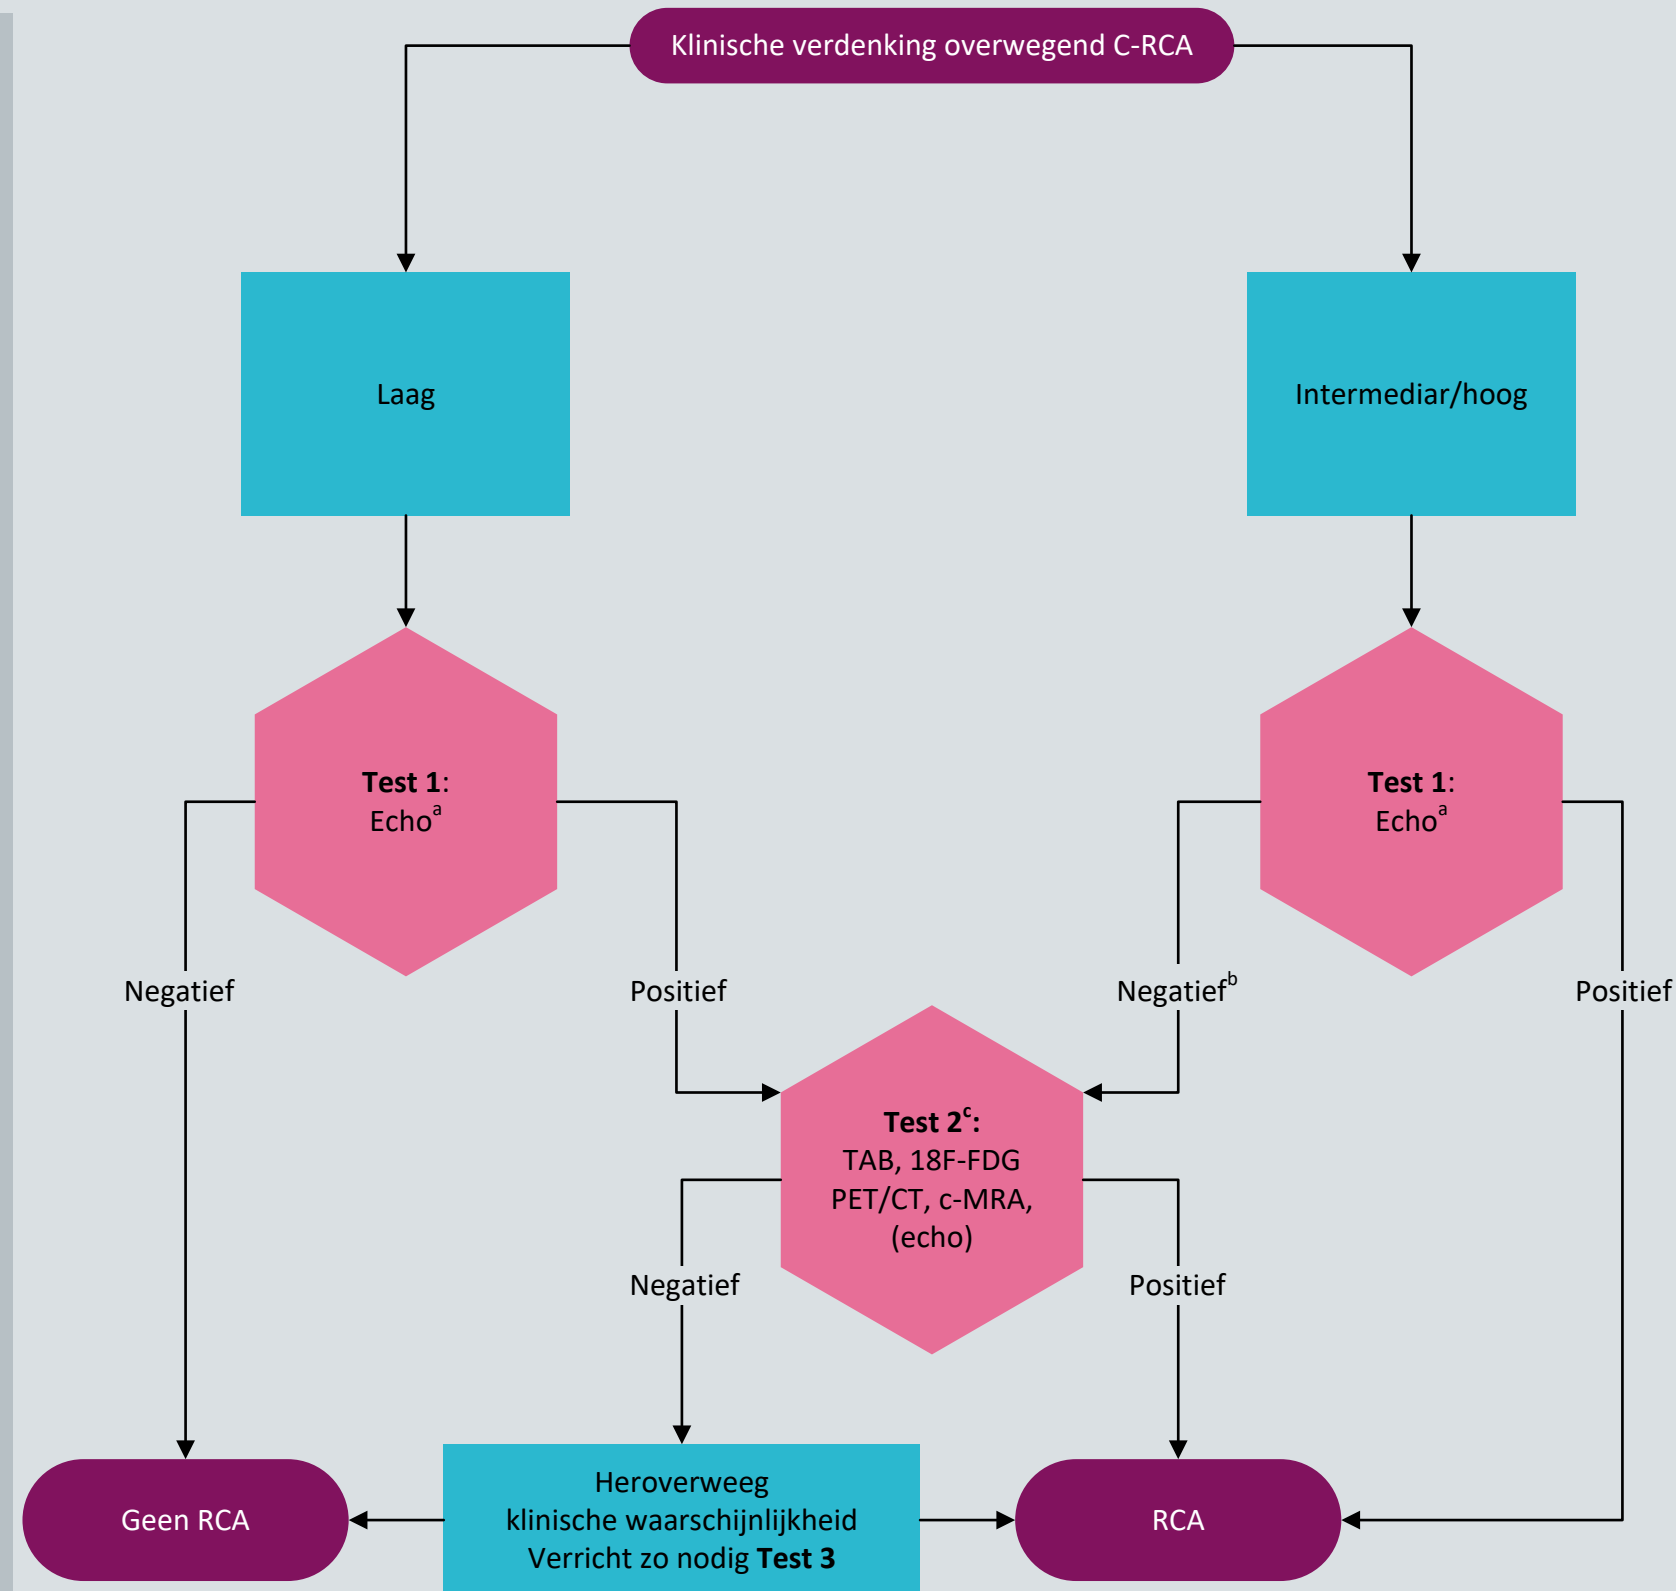 Klinische verdenking overwegend C-RCA
Laag
Intermediar/hoog
Test 1:
Echoᵃ
Test 1:
Echoᵃ
Negatief
Positief
Negatiefᵇ
Positief
Test 2ᶜ:
TAB, 18F-FDG
PET/CT, c-MRA,
(echo)
Negatief
Positief
Geen RCA
Heroverweeg
klinische waarschijnlijkheid
Verricht zo nodig Test 3
RCA